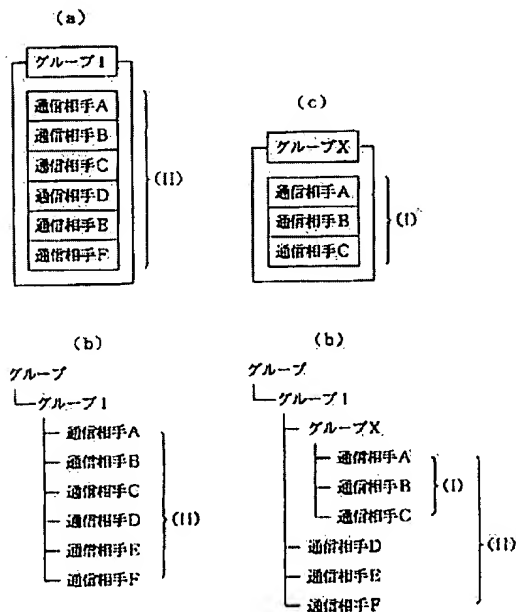 (a)
グループ1
通信相手A
通信相手B
通信相手C
通信相手D
通信相手E
通信相手F
(II)
(c)
グループX
通信相手A
通信相手B
通信相手C
(I)
(b)
グループ
グループ1
通信相手A
通信相手B
通信相手C
通信相手D
通信相手E
通信相手F
(II)
(b)
グループ
グループ1
グループX
通信相手A
通信相手B
通信相手C
(I)
通信相手D
通信相手E
通信相手F
(II)